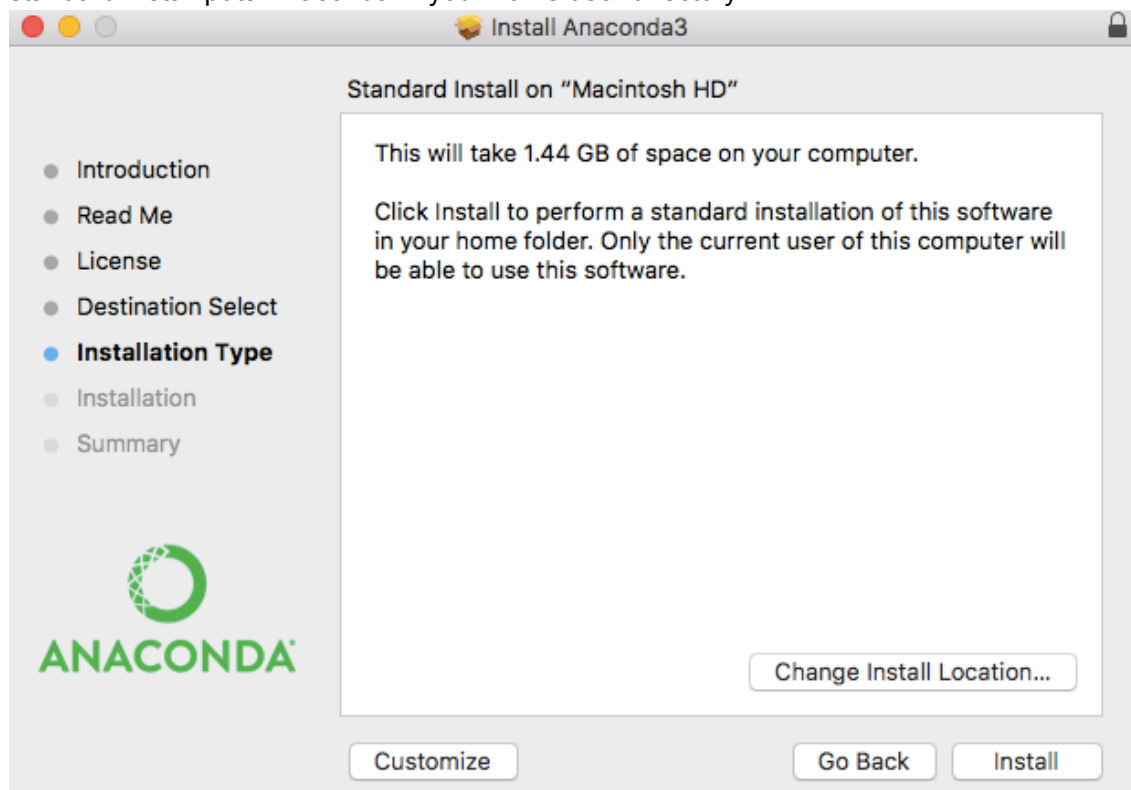 Install Anaconda3
Standard Install on “Macintosh HD”
This will take 1.44 GB of space on your computer.
Click Install to perform a standard installation of this software
in your home folder. Only the current user of this computer will
be able to use this software.
Introduction
Read Me
License
Destination Select
Installation Type
Installation
Summary
ANACONDA
Change Install Location...
Customize
Go Back
Install